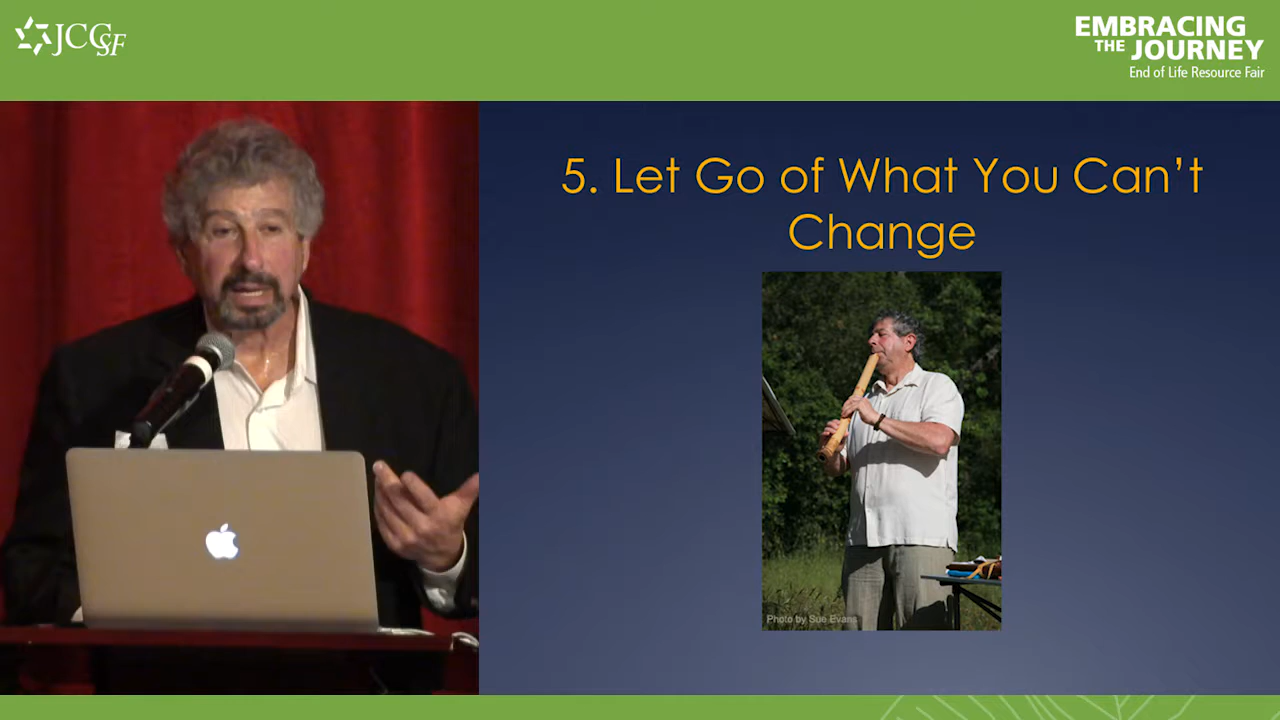 JCCSF
EMBRACING
THE JOURNEY
End of Life Resource Fair
5. Let Go of What You Can't
Change
Photo by Sue Evans